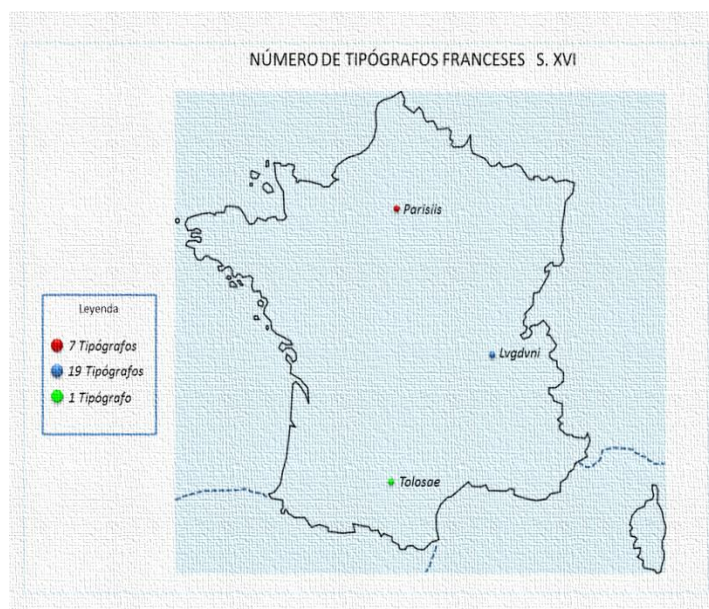 NÚMERO DE TIPÓGRAFOS FRANCESES S. XVI
Parisiis
Leyenda
7 Tipógrafos
19 Tipógrafos
1 Tipógrafo
Lvgdvni
Tolosae